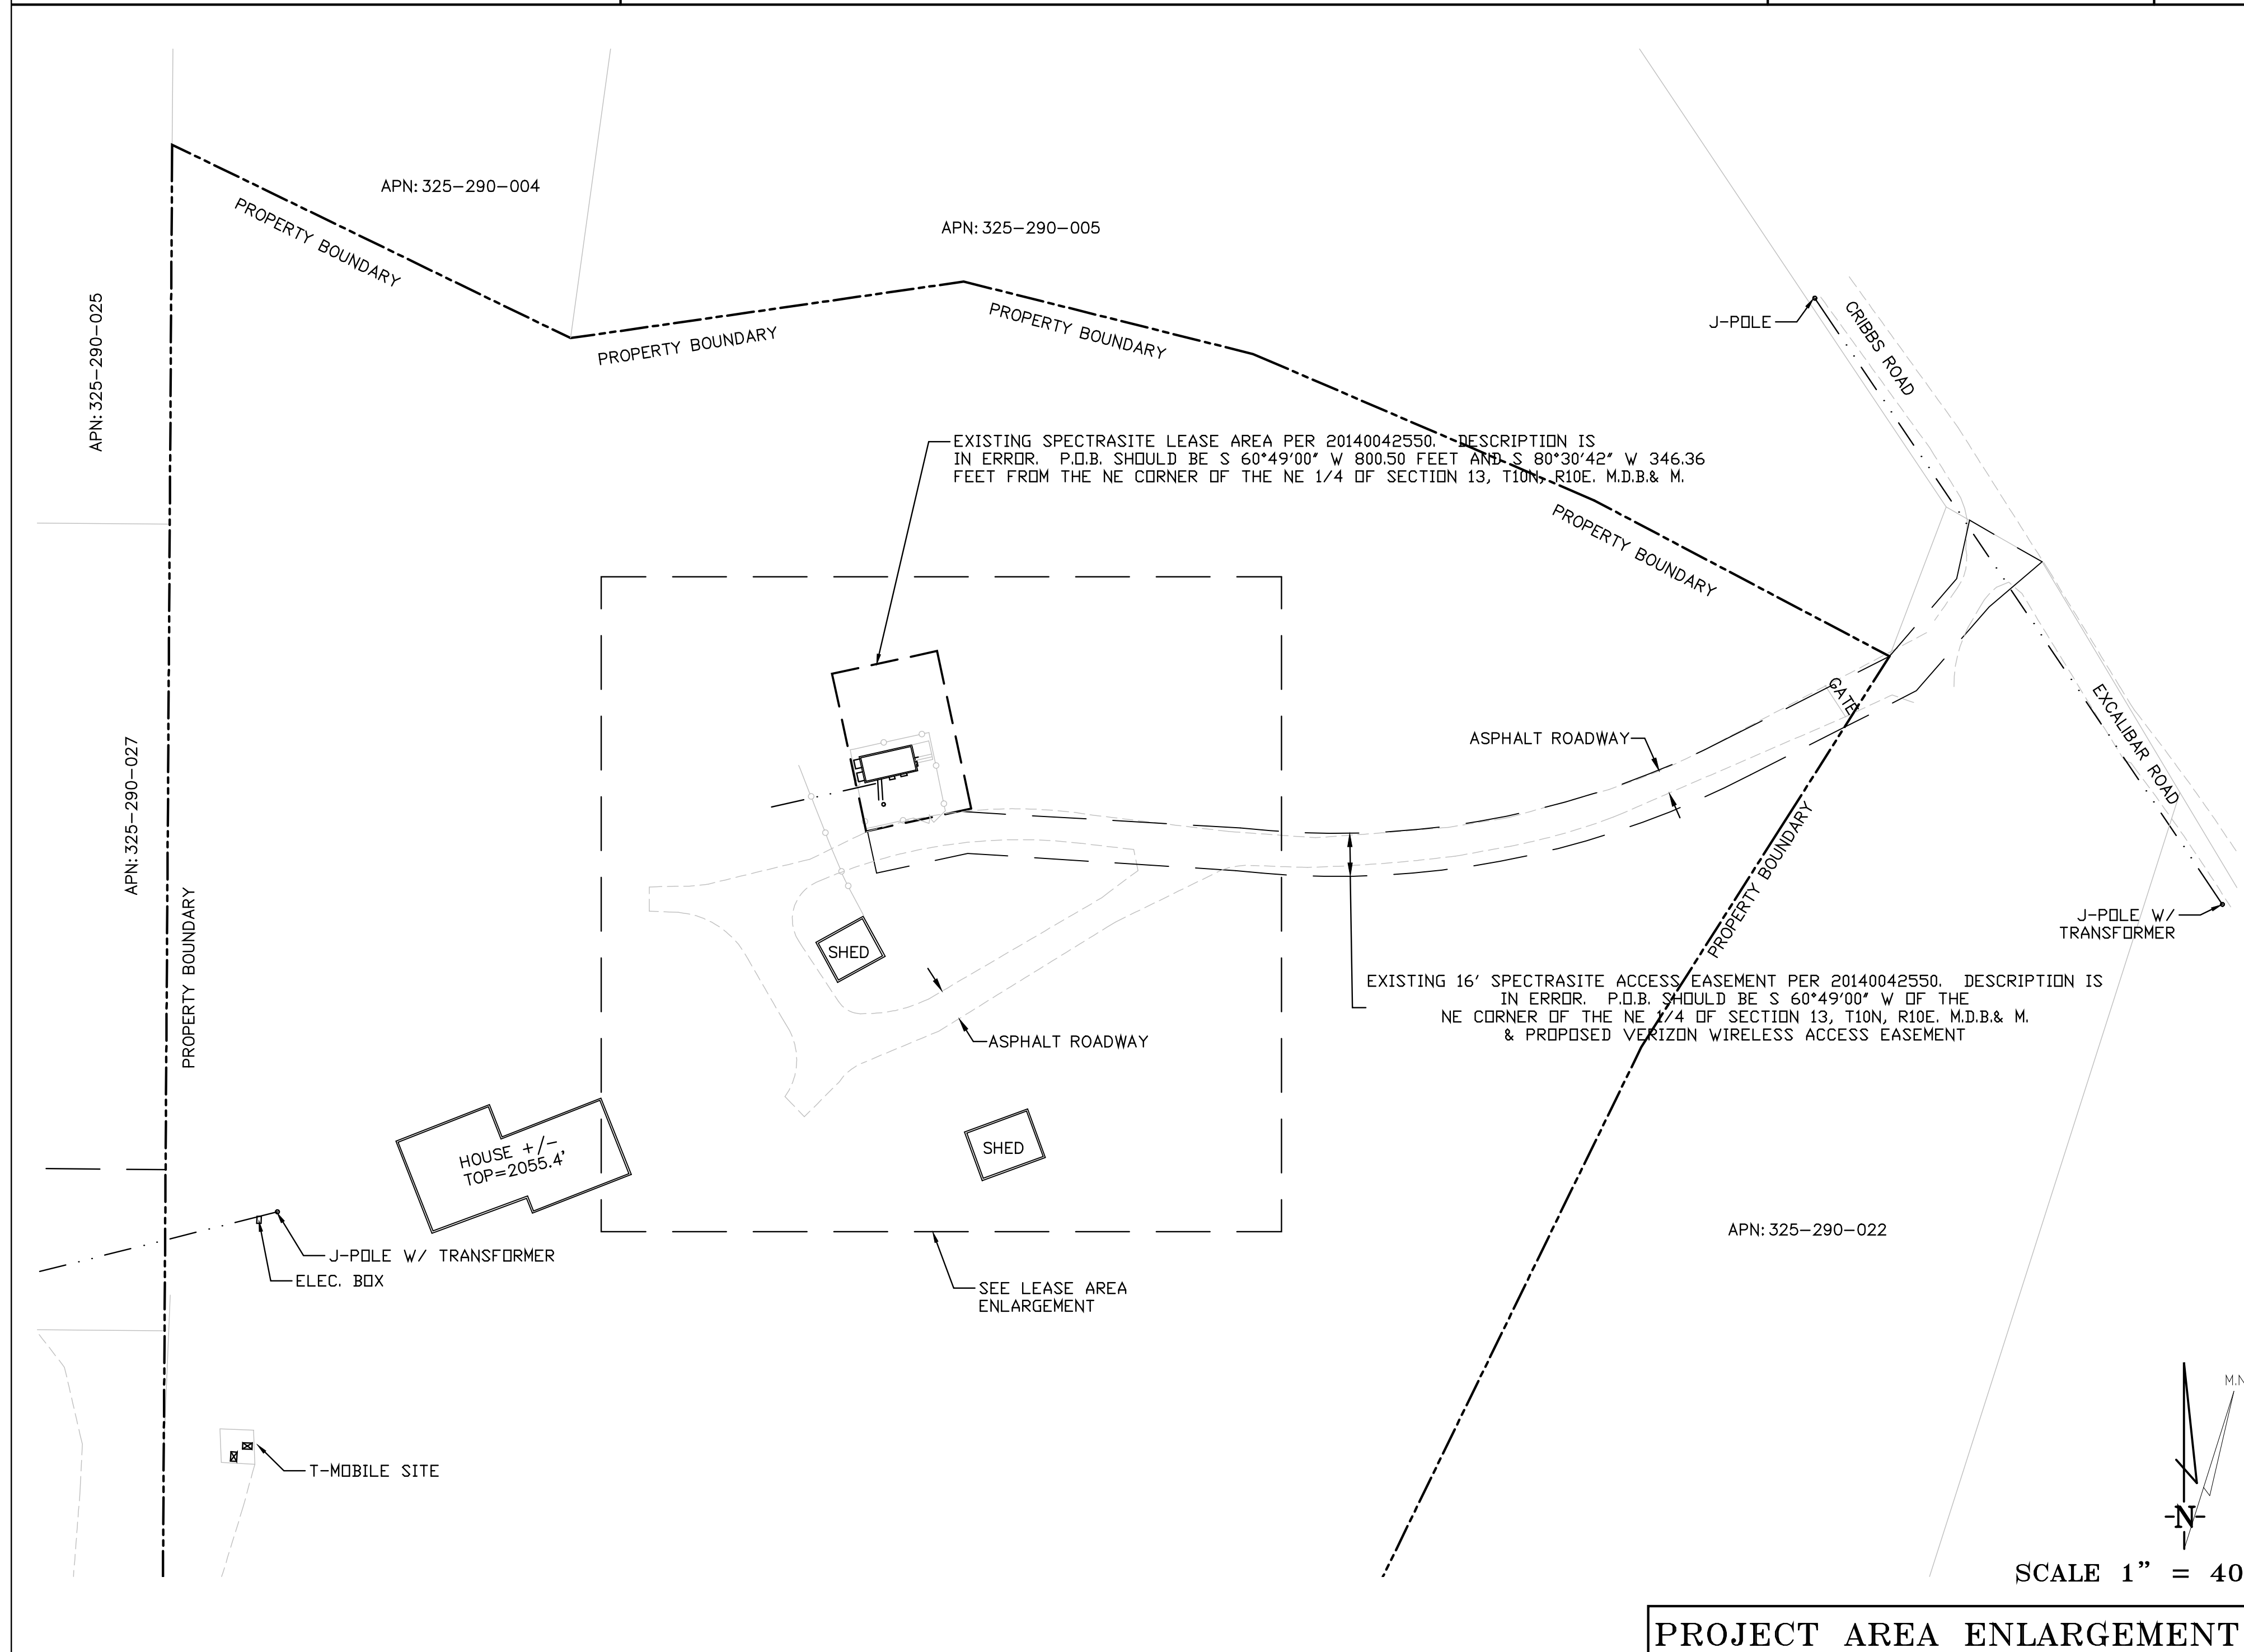 APN: 325-290-004
APN: 325-290-005
PROPERTY BOUNDARY
PROPERTY BOUNDARY
PROPERTY BOUNDARY
APN: 325-290-025
J-POLE
CRIBBS ROAD
EXISTING SPECTRASITE LEASE AREA PER 20140042550. DESCRIPTION IS
IN ERROR. P.O.B. SHOULD BE S 60°49'00" W 800.50 FEET AND S 80°30'42" W 346.36
FEET FROM THE NE CORNER OF THE NE 1/4 OF SECTION 13, T10N, R10E. M.D.B.& M.
PROPERTY BOUNDARY
GATE
EXCALIBAR ROAD
ASPHALT ROADWAY
APN: 325-290-027
PROPERTY BOUNDARY
PROPERTY BOUNDARY
J-POLE W/
TRANSFORMER
SHED
EXISTING 16' SPECTRASITE ACCESS EASEMENT PER 20140042550. DESCRIPTION IS
IN ERROR. P.O.B. SHOULD BE S 60°49'00" W OF THE
NE CORNER OF THE NE 1/4 OF SECTION 13, T10N, R10E. M.D.B.& M.
& PROPOSED VERIZON WIRELESS ACCESS EASEMENT
ASPHALT ROADWAY
HOUSE +/-
TOP=2055.4'
SHED
APN: 325-290-022
J-POLE W/ TRANSFORMER
ELEC. BOX
SEE LEASE AREA
ENLARGEMENT
T-MOBILE SITE
M.N
-N-
SCALE 1" = 40
PROJECT AREA ENLARGEMENT